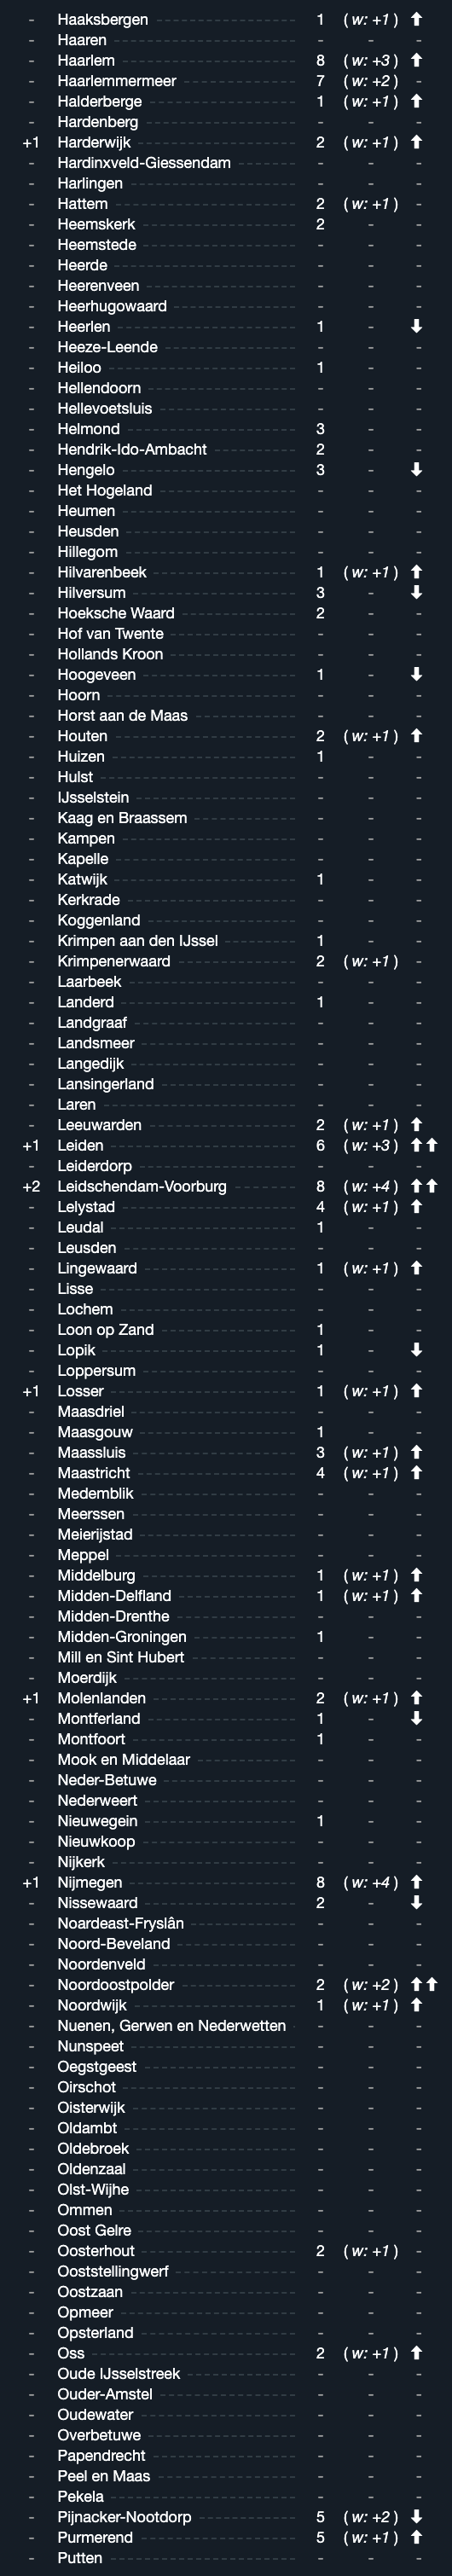 - Haaksbergen 1 ( w: +1 ) ⬆
- Haaren - - -
- Haarlem 8 ( w: +3 ) ⬆
- Haarlemmermeer 7 ( w: +2 ) -
- Halderberge 1 ( w: +1 ) ⬆
- Hardenberg - - -
+1 Harderwijk 2 ( w: +1 ) ⬆
- Hardinxveld-Giessendam - - -
- Harlingen - - -
- Hattem 2 ( w: +1 ) -
- Heemskerk 2 - -
- Heemstede - - -
- Heerde - - -
- Heerenveen - - -
- Heerhugowaard - - -
- Heerlen 1 - ⬇
- Heeze-Leende - - -
- Heiloo 1 - -
- Hellendoorn - - -
- Hellevoetsluis - - -
- Helmond 3 - -
- Hendrik-Ido-Ambacht 2 - -
- Hengelo 3 - ⬇
- Het Hogeland - - -
- Heumen - - -
- Heusden - - -
- Hillegom - - -
- Hilvarenbeek 1 ( w: +1 ) ⬆
- Hilversum 3 - ⬇
- Hoeksche Waard 2 - -
- Hof van Twente - - -
- Hollands Kroon - - -
- Hoogeveen 1 - ⬇
- Hoorn - - -
- Horst aan de Maas - - -
- Houten 2 ( w: +1 ) ⬆
- Huizen 1 - -
- Hulst - - -
- IJsselstein - - -
- Kaag en Braassem - - -
- Kampen - - -
- Kapelle - - -
- Katwijk 1 - -
- Kerkrade - - -
- Koggenland - - -
- Krimpen aan den IJssel 1 - -
- Krimpenerwaard 2 ( w: +1 ) -
- Laarbeek - - -
- Landerd 1 - -
- Landgraaf - - -
- Landsmeer - - -
- Langedijk - - -
- Lansingerland - - -
- Laren - - -
- Leeuwarden 2 ( w: +1 ) ⬆
+1 Leiden 6 ( w: +3 ) ⬆⬆
- Leiderdorp - - -
+2 Leidschendam-Voorburg 8 ( w: +4 ) ⬆⬆
- Lelystad 4 ( w: +1 ) ⬆
- Leudal 1 - -
- Leusden - - -
- Lingewaard 1 ( w: +1 ) ⬆
- Lisse - - -
- Lochem - - -
- Loon op Zand 1 - -
- Lopik 1 - ⬇
- Loppersum - - -
+1 Losser 1 ( w: +1 ) ⬆
- Maasdriel - - -
- Maasgouw 1 - -
- Maassluis 3 ( w: +1 ) ⬆
- Maastricht 4 ( w: +1 ) ⬆
- Medemblik - - -
- Meerssen - - -
- Meierijstad - - -
- Meppel - - -
- Middelburg 1 ( w: +1 ) ⬆
- Midden-Delfland 1 ( w: +1 ) ⬆
- Midden-Drenthe - - -
- Midden-Groningen 1 - -
- Mill en Sint Hubert - - -
- Moerdijk - - -
+1 Molenlanden 2 ( w: +1 ) ⬆
- Montferland 1 - ⬇
- Montfoort 1 - -
- Mook en Middelaar - - -
- Neder-Betuwe - - -
- Nederweert - - -
- Nieuwegein 1 - -
- Nieuwkoop - - -
- Nijkerk - - -
+1 Nijmegen 8 ( w: +4 ) ⬆
- Nissewaard 2 - ⬇
- Noardeast-Fryslân - - -
- Noord-Beveland - - -
- Noordenveld - - -
- Noordoostpolder 2 ( w: +2 ) ⬆⬆
- Noordwijk 1 ( w: +1 ) ⬆
- Nuenen, Gerwen en Nederwetten - - -
- Nunspeet - - -
- Oegstgeest - - -
- Oirschot - - -
- Oisterwijk - - -
- Oldambt - - -
- Oldebroek - - -
- Oldenzaal - - -
- Olst-Wijhe - - -
- Ommen - - -
- Oost Gelre - - -
- Oosterhout 2 ( w: +1 ) -
- Ooststellingwerf - - -
- Oostzaan - - -
- Opmeer - - -
- Opsterland - - -
- Oss 2 ( w: +1 ) ⬆
- Oude IJsselstreek - - -
- Ouder-Amstel - - -
- Oudewater - - -
- Overbetuwe - - -
- Papendrecht - - -
- Peel en Maas - - -
- Pekela - - -
- Pijnacker-Nootdorp 5 ( w: +2 ) ⬇
- Purmerend 5 ( w: +1 ) ⬆
- Putten - - -